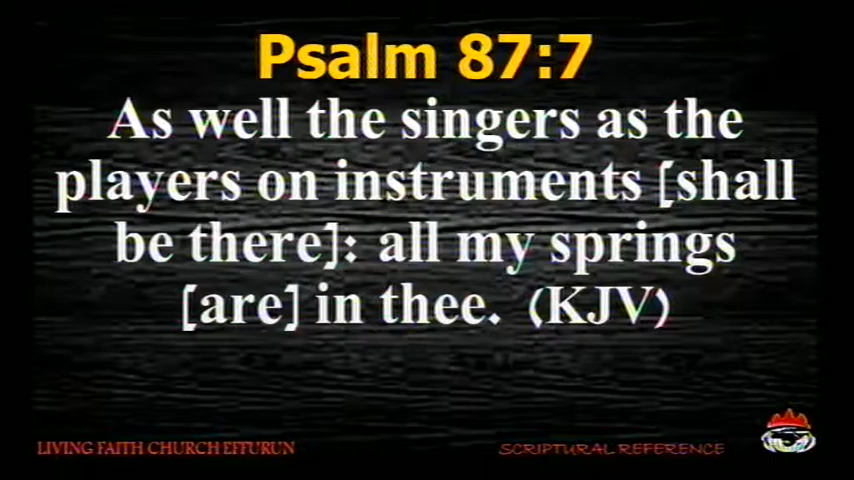 Psalm 87:7
As well the singers as the
players on instruments [shall
be there]: all my springs
[are] in thee. (KJV)
LIVING FAITH CHURCH EFFURUN
SCRIPTURAL REFERENCE